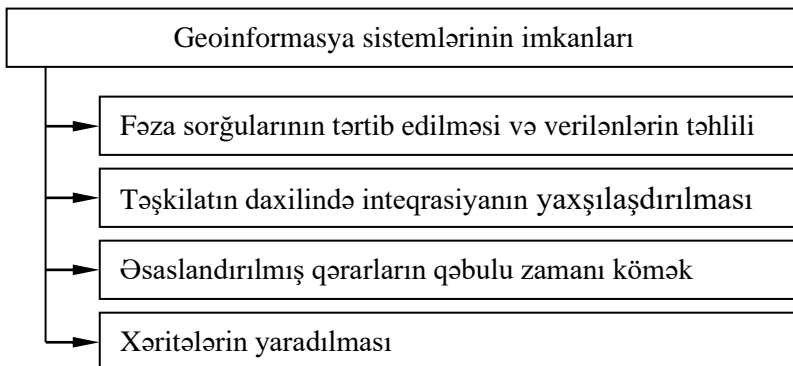 Geoinformasya sistemlərinin imkanları
Fəza sorğularının tərtib edilməsi və verilənlərin təhlili
Təşkilatın daxilində inteqrasiyanın yaxşılaşdırılması
Əsaslandırılmış qərarların qəbulu zamanı kömək
Xəritələrin yaradılması